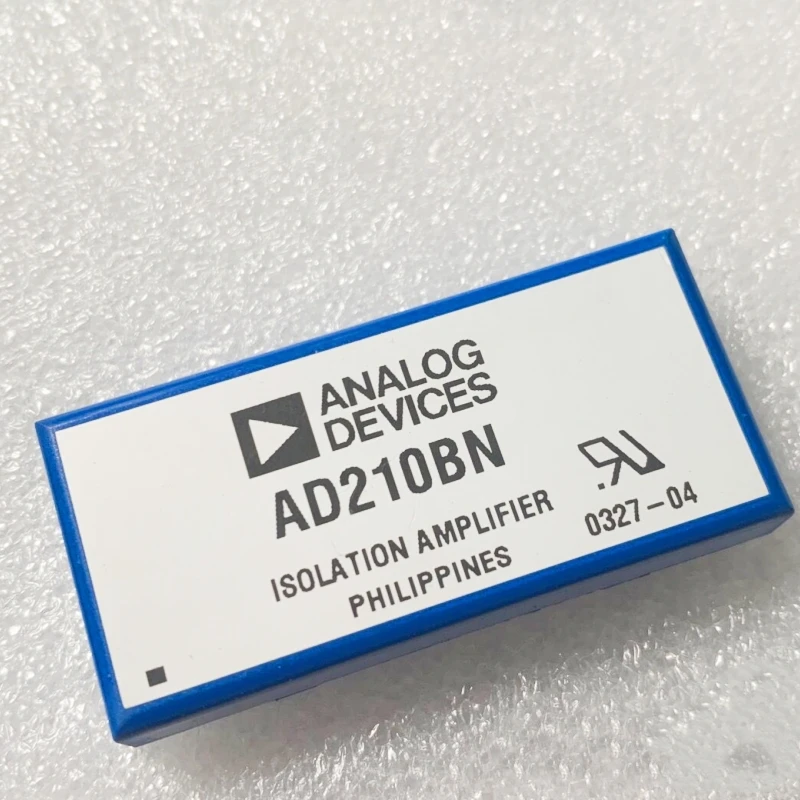 ANALOG
DEVICES
AD210BN
ISOLATION AMPLIFIER
PHILIPPINES
0327-04